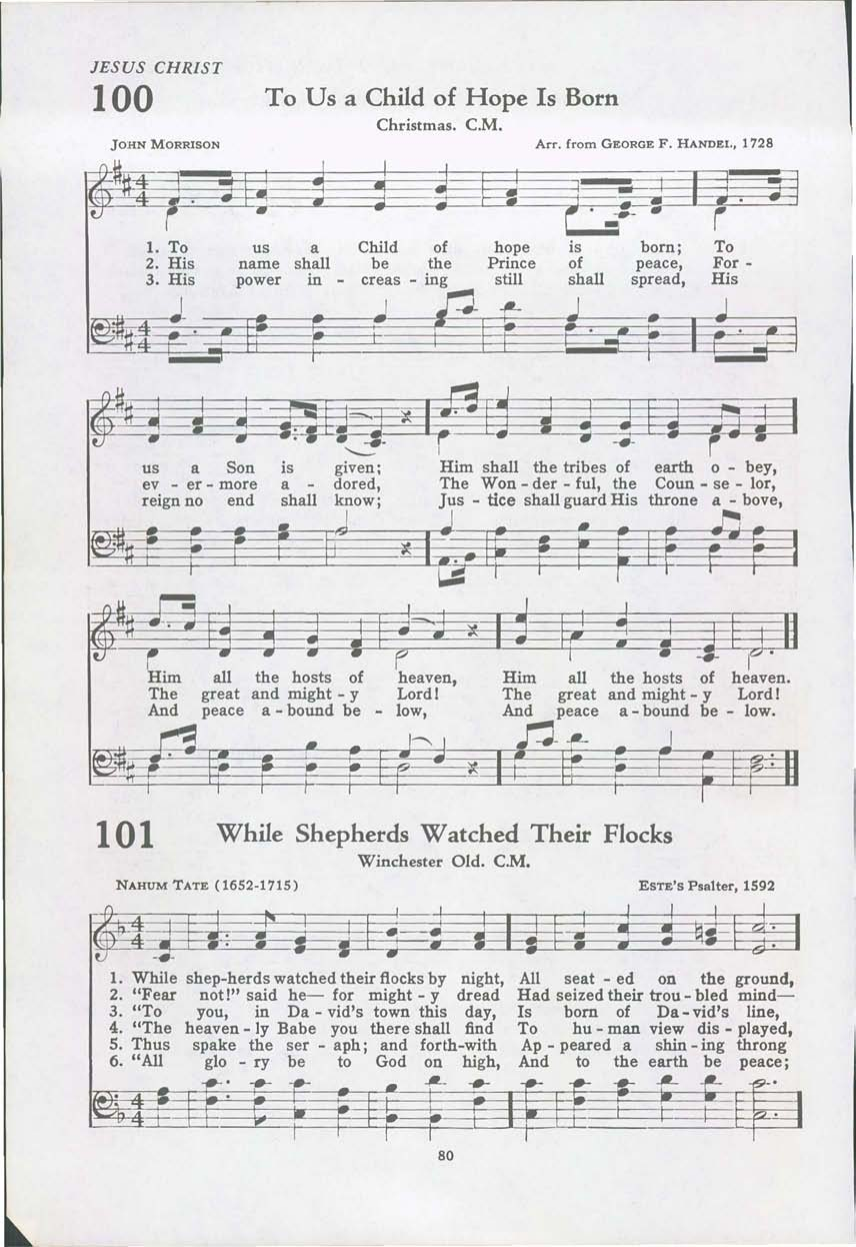 JESUS CHRIST
100 To Us a Child of Hope Is Born
Christmas. C.M.
JOHN MORRISON Arr. from GEORGE F. HANDEL, 1728
4 4
1. To us a Child of hope is born; To
2. His name shall be the Prince of peace, For -
3. His power in - creas - ing still shall spread, His
4 4
us a Son is given; Him shall the tribes of earth o - bey,
ev - er - more a - dored, The Won - der - ful, the Coun - se - lor,
reign no end shall know; Jus - tice shall guard His throne a - bove,
Him all the hosts of heaven, Him all the hosts of heaven.
The great and might - y Lord! The great and might - y Lord!
And peace a - bound be - low, And peace a - bound be - low.
101 While Shepherds Watched Their Flocks
Winchester Old. C.M.
NAHUM TATE (1652-1715) ESTE'S Psalter, 1592
4 4
1. While shep-herds watched their flocks by night, All seat - ed on the ground,
2. “Fear not!” said he— for might - y dread Had seized their trou - bled mind—
3. “To you, in Da - vid's town this day, Is born of Da - vid's line,
4. “The heaven - ly Babe you there shall find To hu - man view dis - played,
5. Thus spake the ser - aph; and forth-with Ap - peared a shin - ing throng
6. “All glo - ry be to God on high, And to the earth be peace;
4 4
80